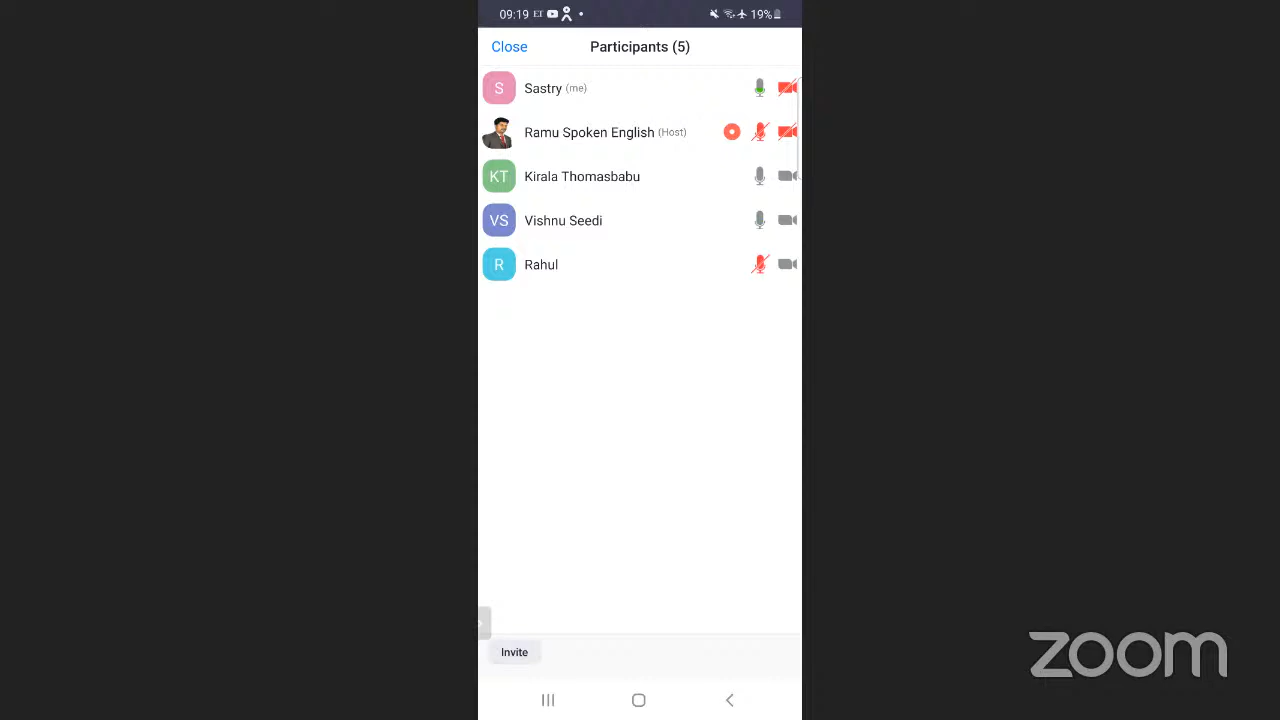 09:19 ET 19%
Close Participants (5)
S Sastry (me)
Ramu Spoken English (Host)
KT Kirala Thomasbabu
VS Vishnu Seedi
R Rahul
Invite
zoom